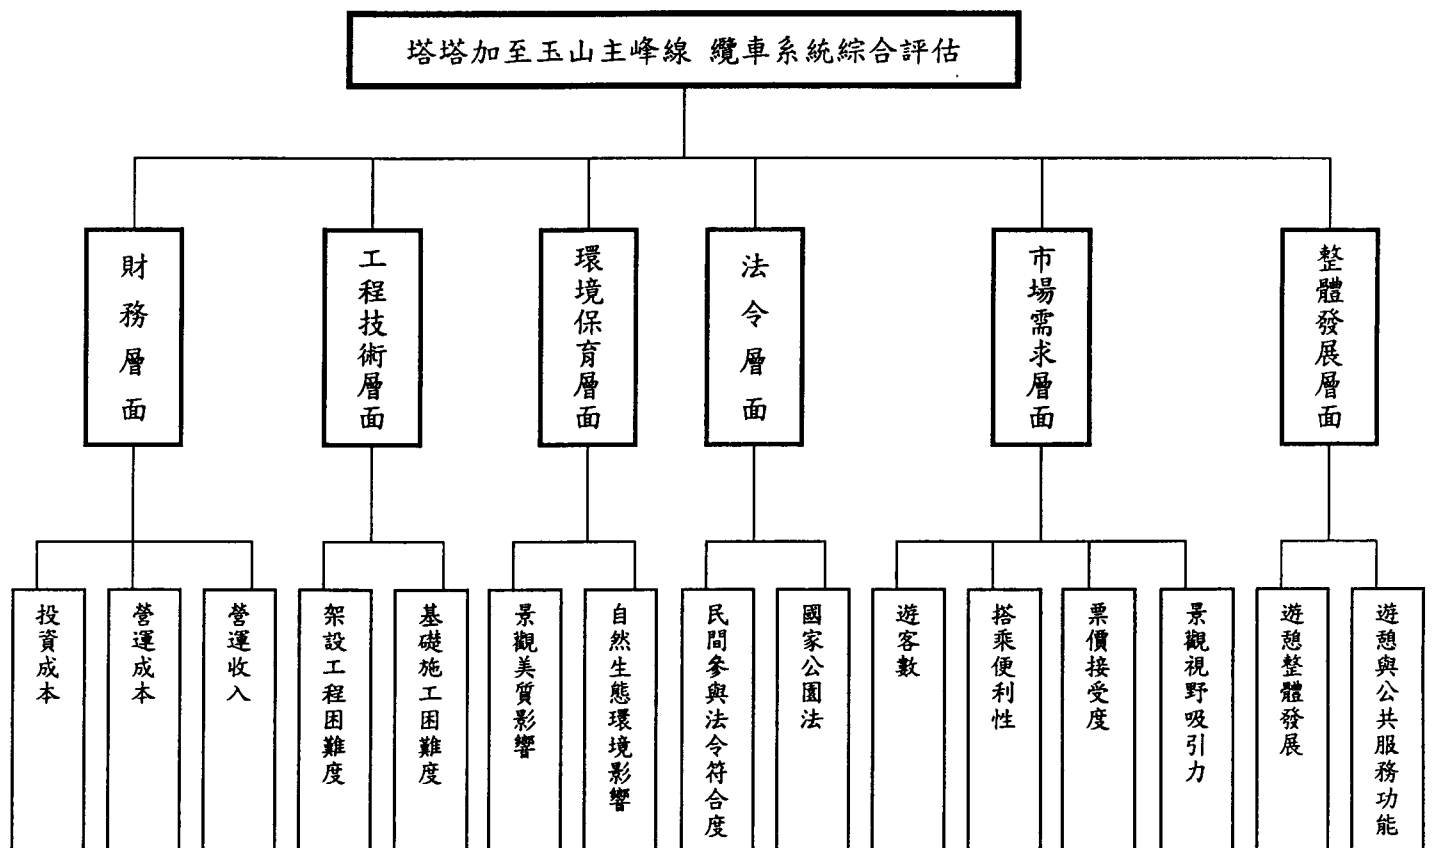 塔塔加至玉山主峰線 纜車系統綜合評估
財務層面
工程技術層面
環境保育層面
法令層面
市場需求層面
整體發展層面
投資成本
營運成本
營運收入
架設工程困難度
基礎施工困難度
景觀美質影響
自然生態環境影響
民間參與法令符合度
國家公園法
遊客數
搭乘便利性
票價接受度
景觀視野吸引力
遊憩整體發展
遊憩與公共服務功能